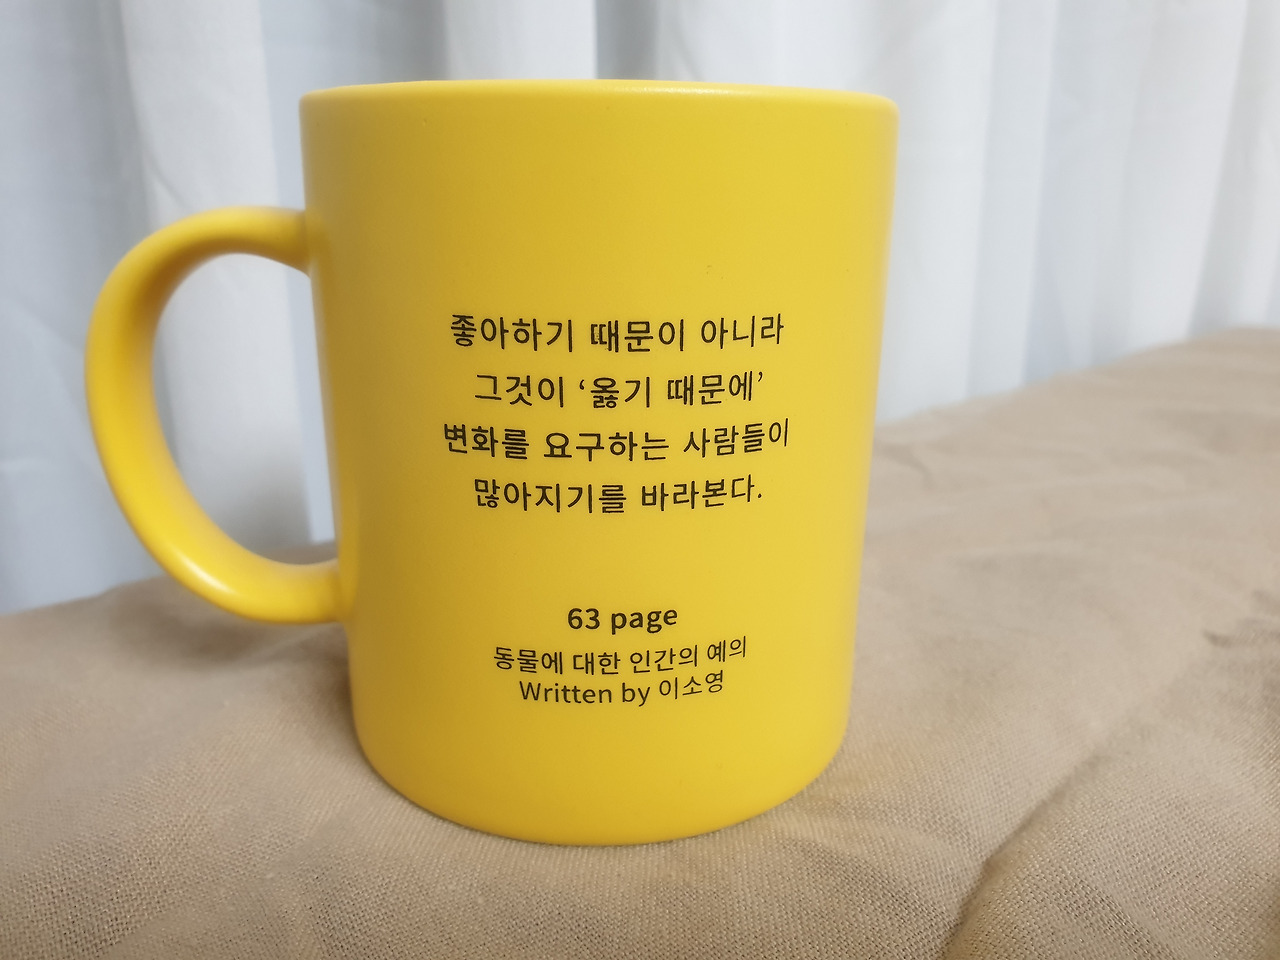 좋아하기 때문이 아니라
그것이 ‘옳기 때문에’
변화를 요구하는 사람들이
많아지기를 바라본다.
63 page
동물에 대한 인간의 예의
Written by 이소영